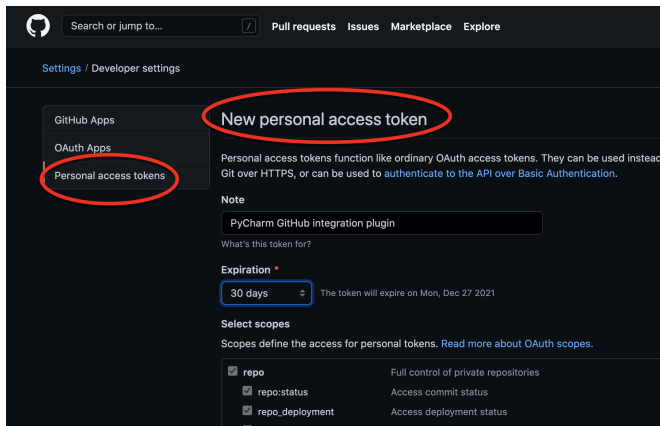 Search or jump to...
/
Pull requests
Issues
Marketplace
Explore
Settings / Developer settings
GitHub Apps
OAuth Apps
Personal access tokens
New personal access token
Personal access tokens function like ordinary OAuth access tokens. They can be used instead
Git over HTTPS, or can be used to authenticate to the API over Basic Authentication.
Note
PyCharm GitHub integration plugin
What's this token for?
Expiration *
30 days
The token will expire on Mon, Dec 27 2021
Select scopes
Scopes define the access for personal tokens. Read more about OAuth scopes.
repo
Full control of private repositories
repo:status
Access commit status
repo_deployment
Access deployment status